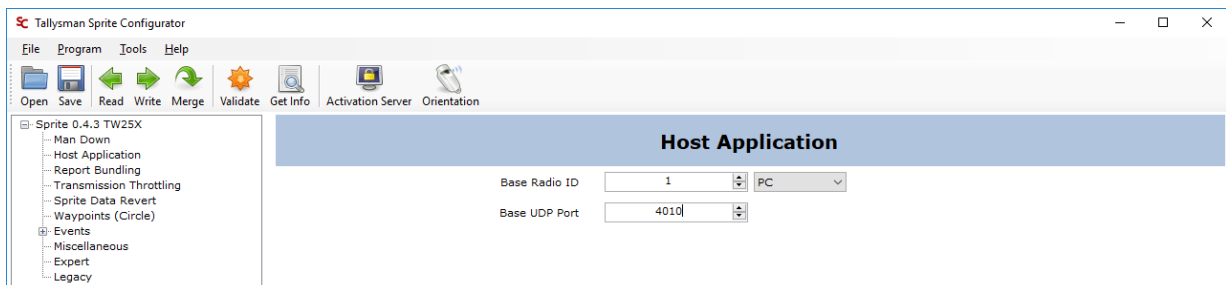 SC Tallysman Sprite Configurator
File Program Tools Help
Open Save Read Write Merge Validate Get Info Activation Server Orientation
Sprite 0.4.3 TW25X
Man Down
Host Application
Report Bundling
Transmission Throttling
Sprite Data Revert
Waypoints (Circle)
Events
Miscellaneous
Expert
Legacy
Host Application
Base Radio ID 1 PC
Base UDP Port 4010